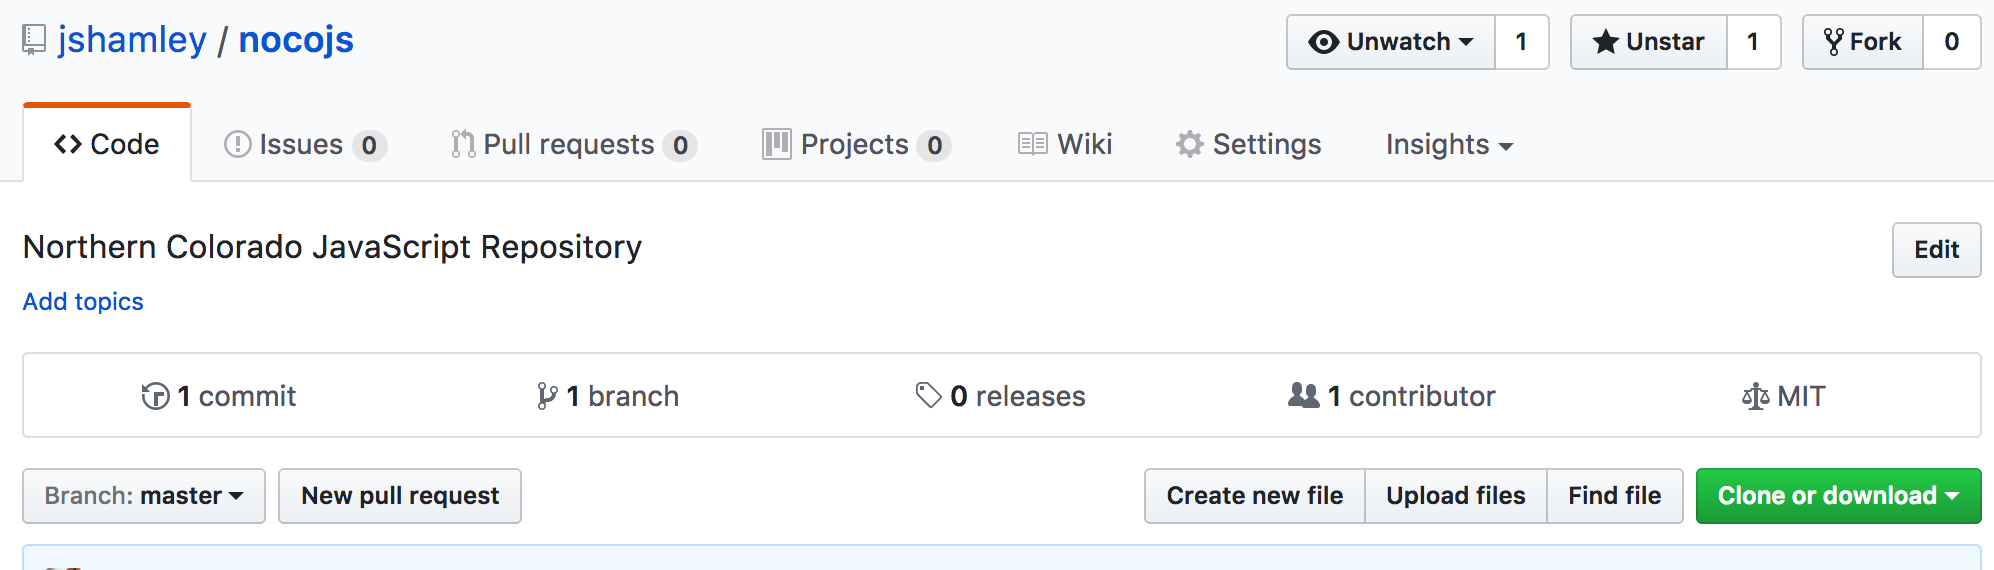 jshamley / nocojs Unwatch 1 Unstar 1 Fork 0
Code Issues 0 Pull requests 0 Projects 0 Wiki Settings Insights
Northern Colorado JavaScript Repository Edit
Add topics
1 commit 1 branch 0 releases 1 contributor MIT
Branch: master New pull request Create new file Upload files Find file Clone or download